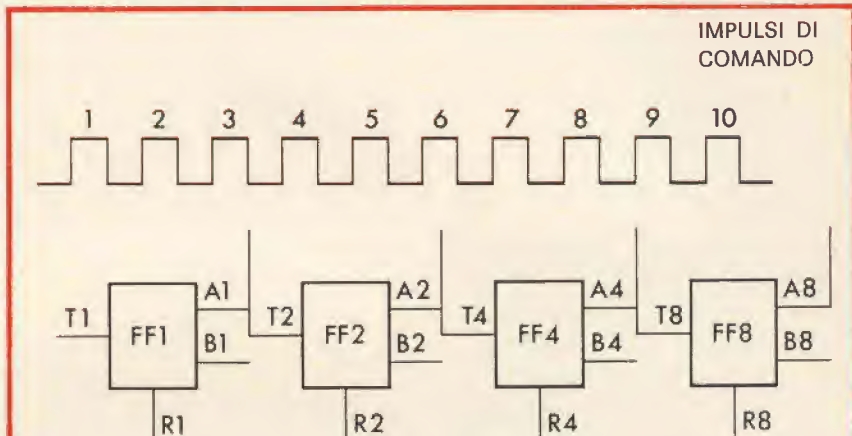 IMPULSI DI
COMANDO
1 2 3 4 5 6 7 8 9 10
A1 A2 A4 A8
T1 FF1 T2 FF2 T4 FF4 T8 FF8
B1 B2 B4 B8
R1 R2 R4 R8